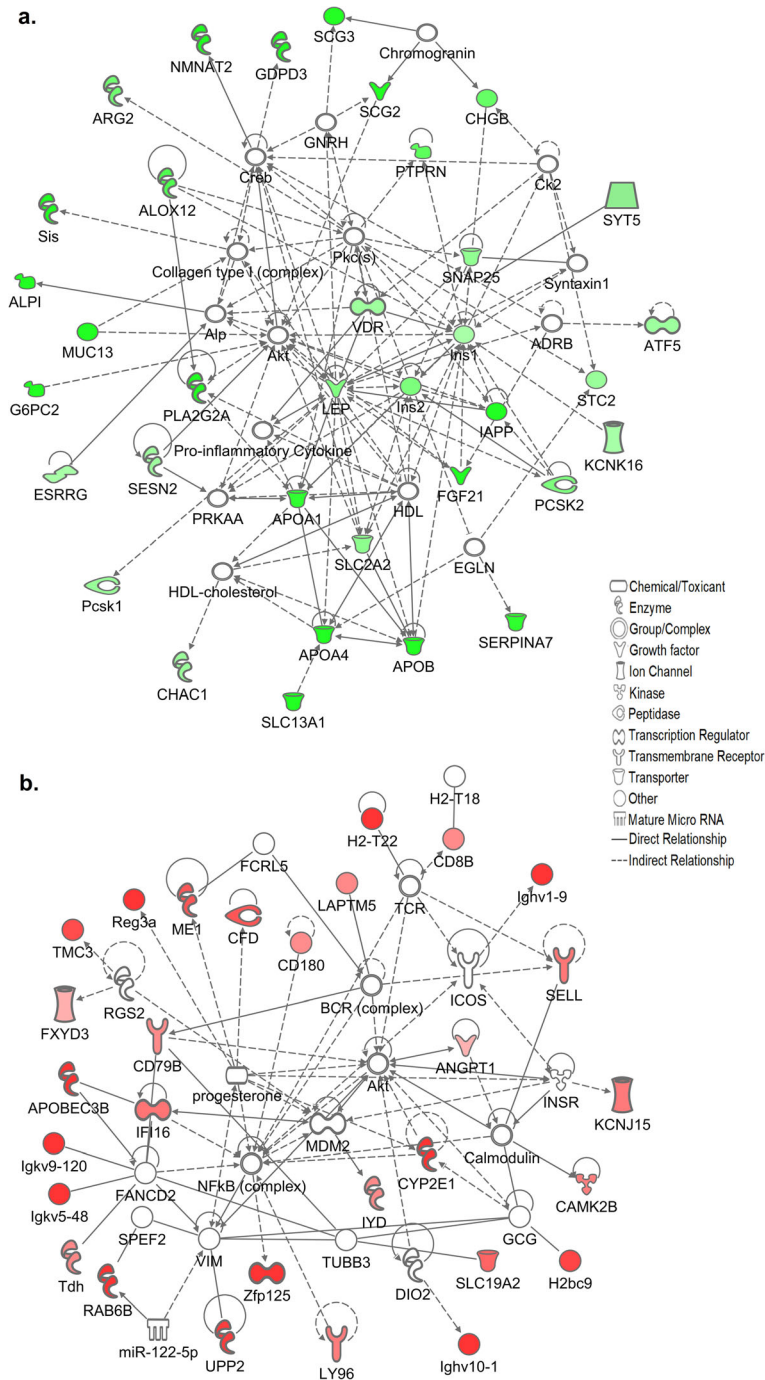 a.
SCG3
Chromogranin
NMNAT2
GDPD3
SCG2
CHGB
ARG2
GNRH
PTPRN
Creb
Ck2
ALOX12
SYT5
Sis
Pkc(s)
Collagen type I (complex)
SNAP25
Syntaxin1
ALPI
Alp
VDR
Akt
Ins1
ADRB
ATF5
MUC13
G6PC2
PLA2G2A
LEP
Ins2
IAPP
STC2
Pro-inflammatory Cytokine
KCNK16
ESRRG
SESN2
FGF21
PCSK2
PRKAA
APOA1
HDL
SLC2A2
EGLN
Pcsk1
HDL-cholesterol
SERPINA7
APOA4
APOB
CHAC1
SLC13A1
Chemical/Toxicant
Enzyme
Group/Complex
Growth factor
Ion Channel
Kinase
Peptidase
Transcription Regulator
Transmembrane Receptor
Transporter
Other
Mature Micro RNA
Direct Relationship
Indirect Relationship
b.
H2-T18
H2-T22
CD8B
FCRL5
LAPTM5
TCR
Ighv1-9
Reg3a
ME1
CFD
TMC3
CD180
ICOS
SELL
RGS2
BCR (complex)
FXYD3
CD79B
progesterone
Akt
ANGPT1
INSR
APOBEC3B
IFI16
MDM2
KCNJ15
Calmodulin
Igkv9-120
FANCD2
NFkB (complex)
CYP2E1
Igkv5-48
IYD
CAMK2B
SPEF2
VIM
TUBB3
GCG
Tdh
Zfp125
DIO2
SLC19A2
H2bc9
RAB6B
miR-122-5p
UPP2
LY96
Ighv10-1